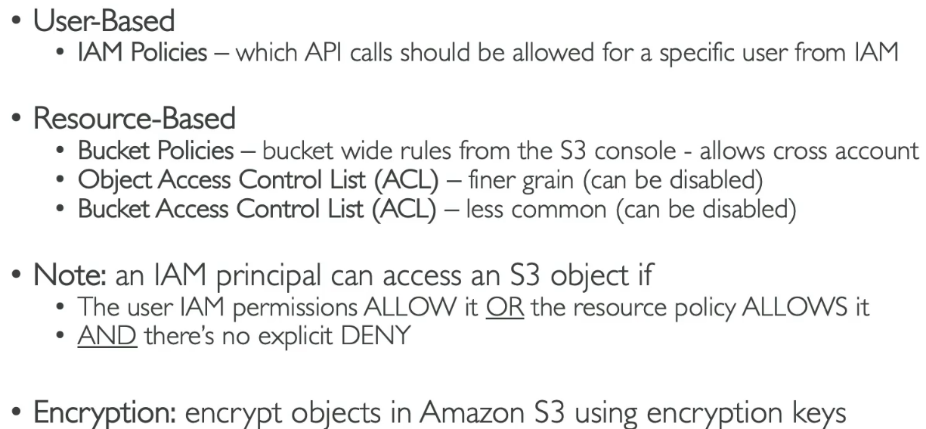 • User-Based
• IAM Policies – which API calls should be allowed for a specific user from IAM
• Resource-Based
• Bucket Policies – bucket wide rules from the S3 console - allows cross account
• Object Access Control List (ACL) – finer grain (can be disabled)
• Bucket Access Control List (ACL) – less common (can be disabled)
• Note: an IAM principal can access an S3 object if
• The user IAM permissions ALLOW it OR the resource policy ALLOWS it
• AND there’s no explicit DENY
• Encryption: encrypt objects in Amazon S3 using encryption keys